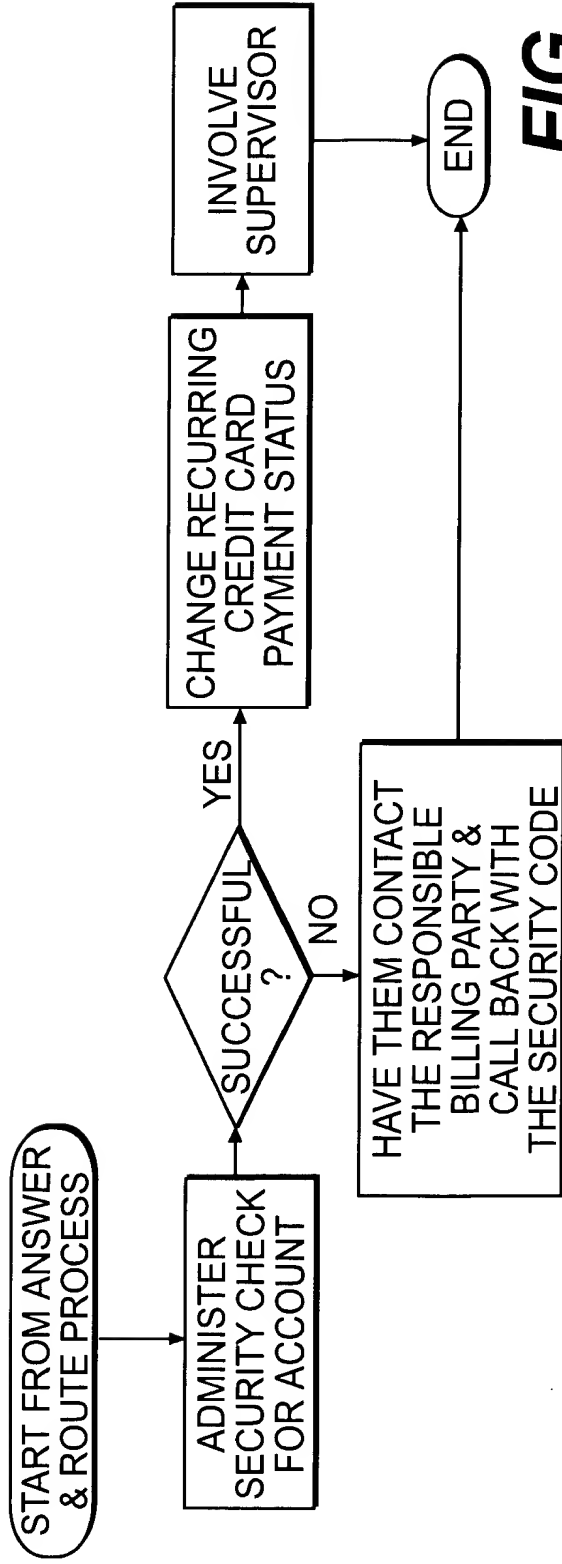 START FROM ANSWER
& ROUTE PROCESS
ADMINISTER
SECURITY CHECK
FOR ACCOUNT
SUCCESSFUL
?
YES
NO
CHANGE RECURRING
CREDIT CARD
PAYMENT STATUS
INVOLVE
SUPERVISOR
HAVE THEM CONTACT
THE RESPONSIBLE
BILLING PARTY &
CALL BACK WITH
THE SECURITY CODE
END
FIG